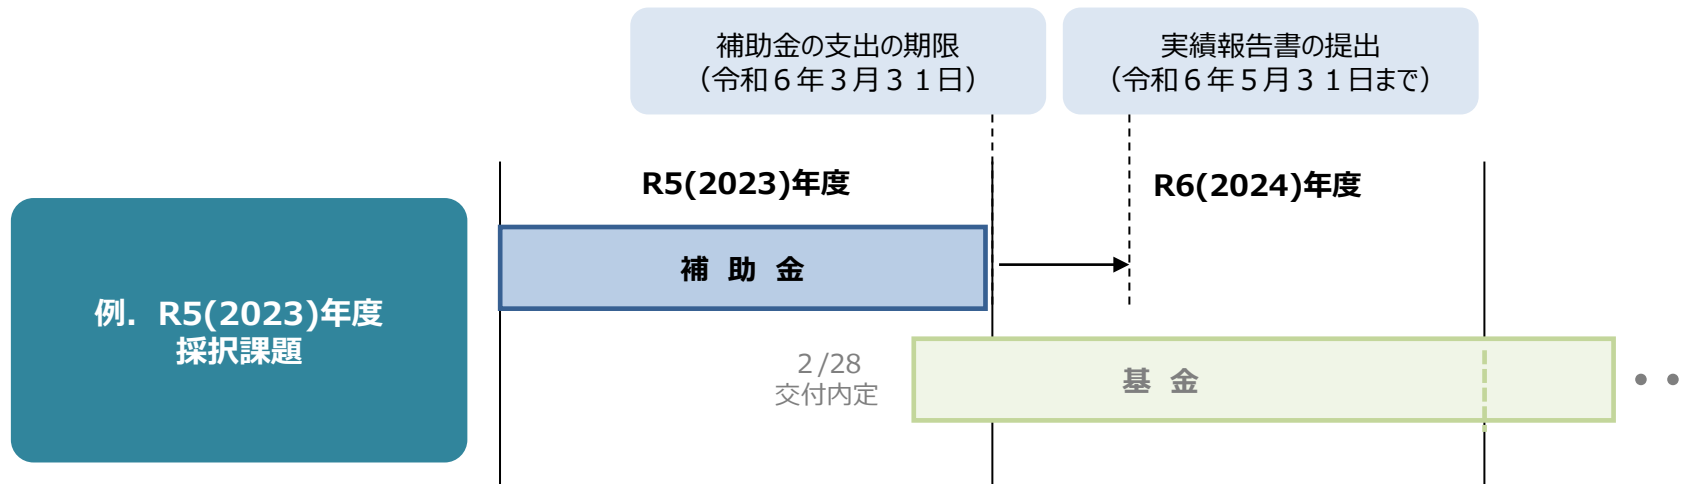 補助金の支出の期限
（令和６年３月３１日）
実績報告書の提出
（令和６年５月３１日まで）
R5(2023)年度
R6(2024)年度
補 助 金
例．R5(2023)年度
採択課題
２/28
交付内定
基 金
・・